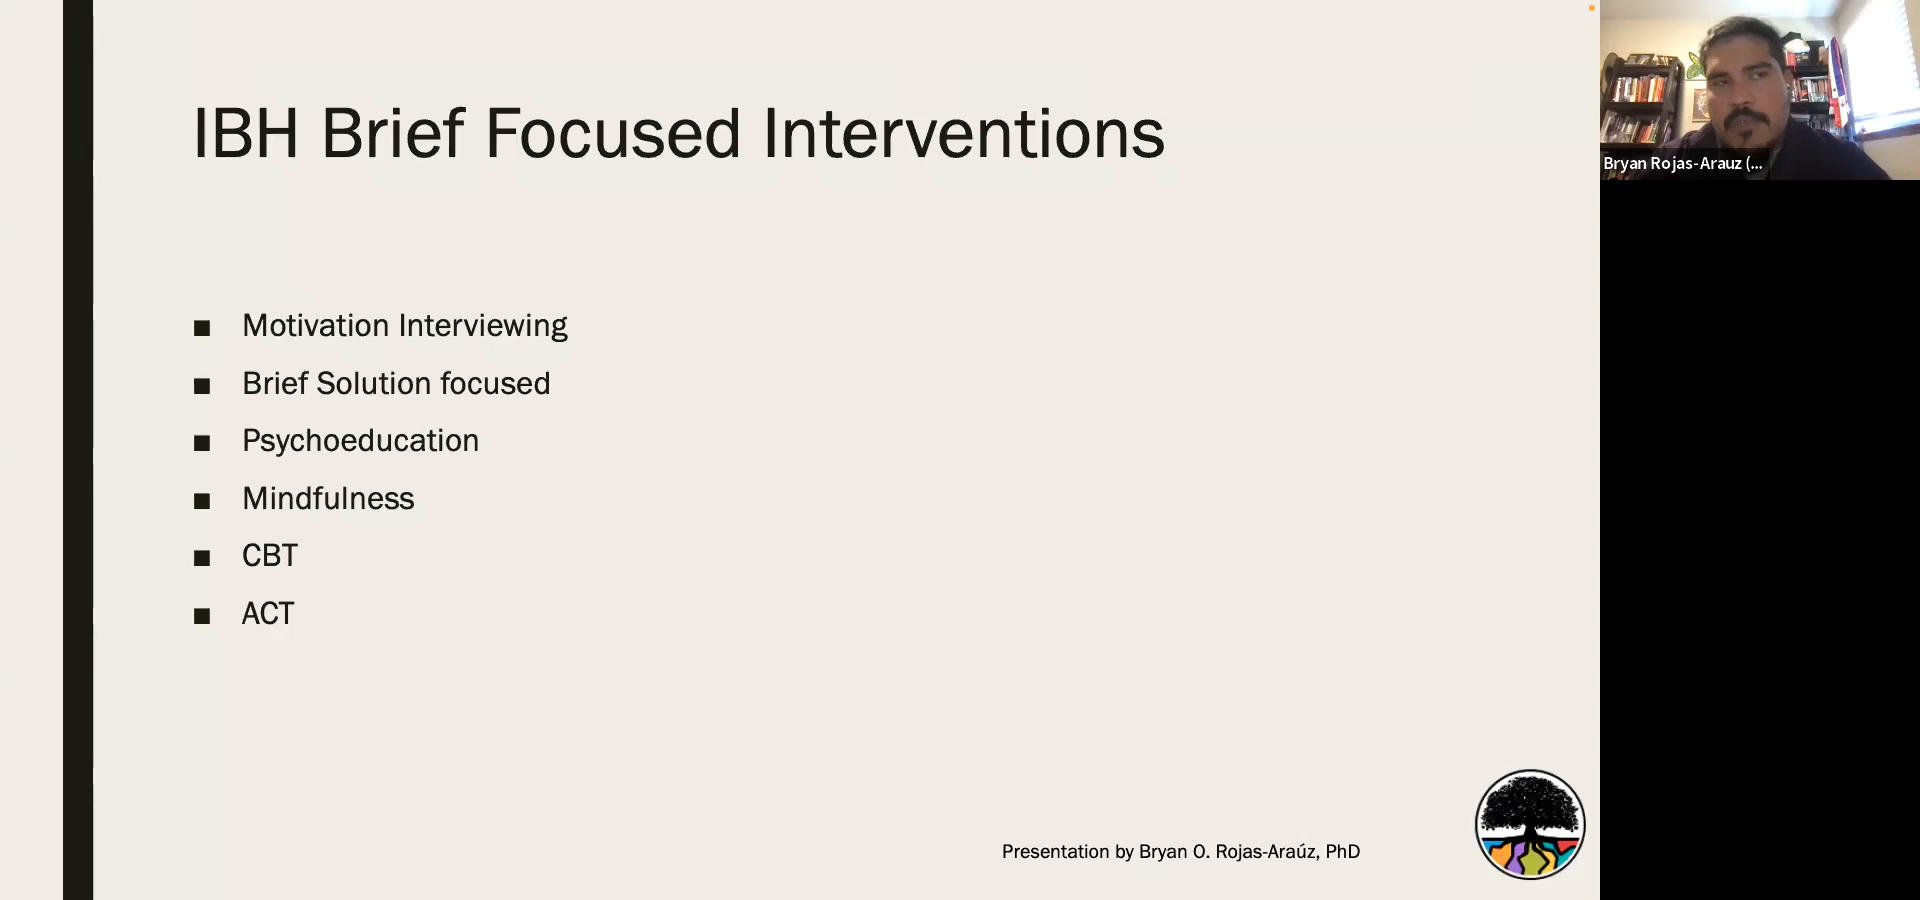 IBH Brief Focused Interventions
■ Motivation Interviewing
■ Brief Solution focused
■ Psychoeducation
■ Mindfulness
■ CBT
■ ACT
Presentation by Bryan O. Rojas-Araúz, PhD
Bryan Rojas-Arauz (...